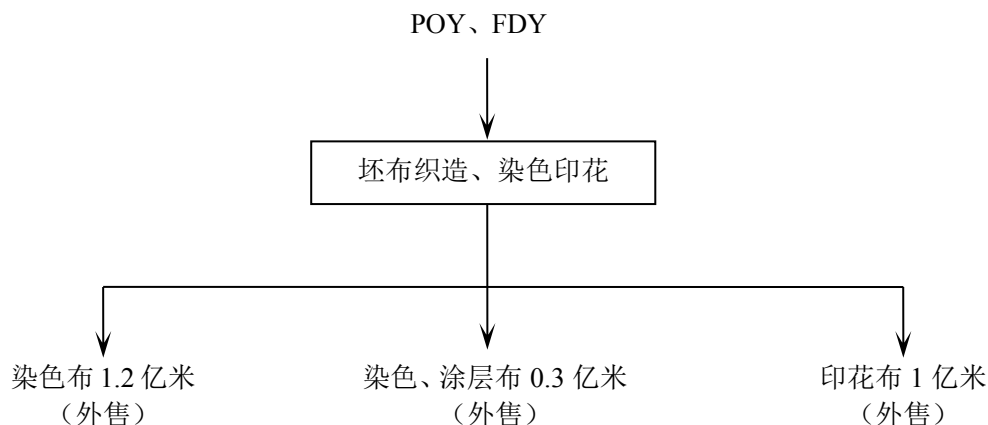 POY、FDY
坯布织造、染色印花
染色布 1.2 亿米
（外售）
染色、涂层布 0.3 亿米
（外售）
印花布 1 亿米
（外售）